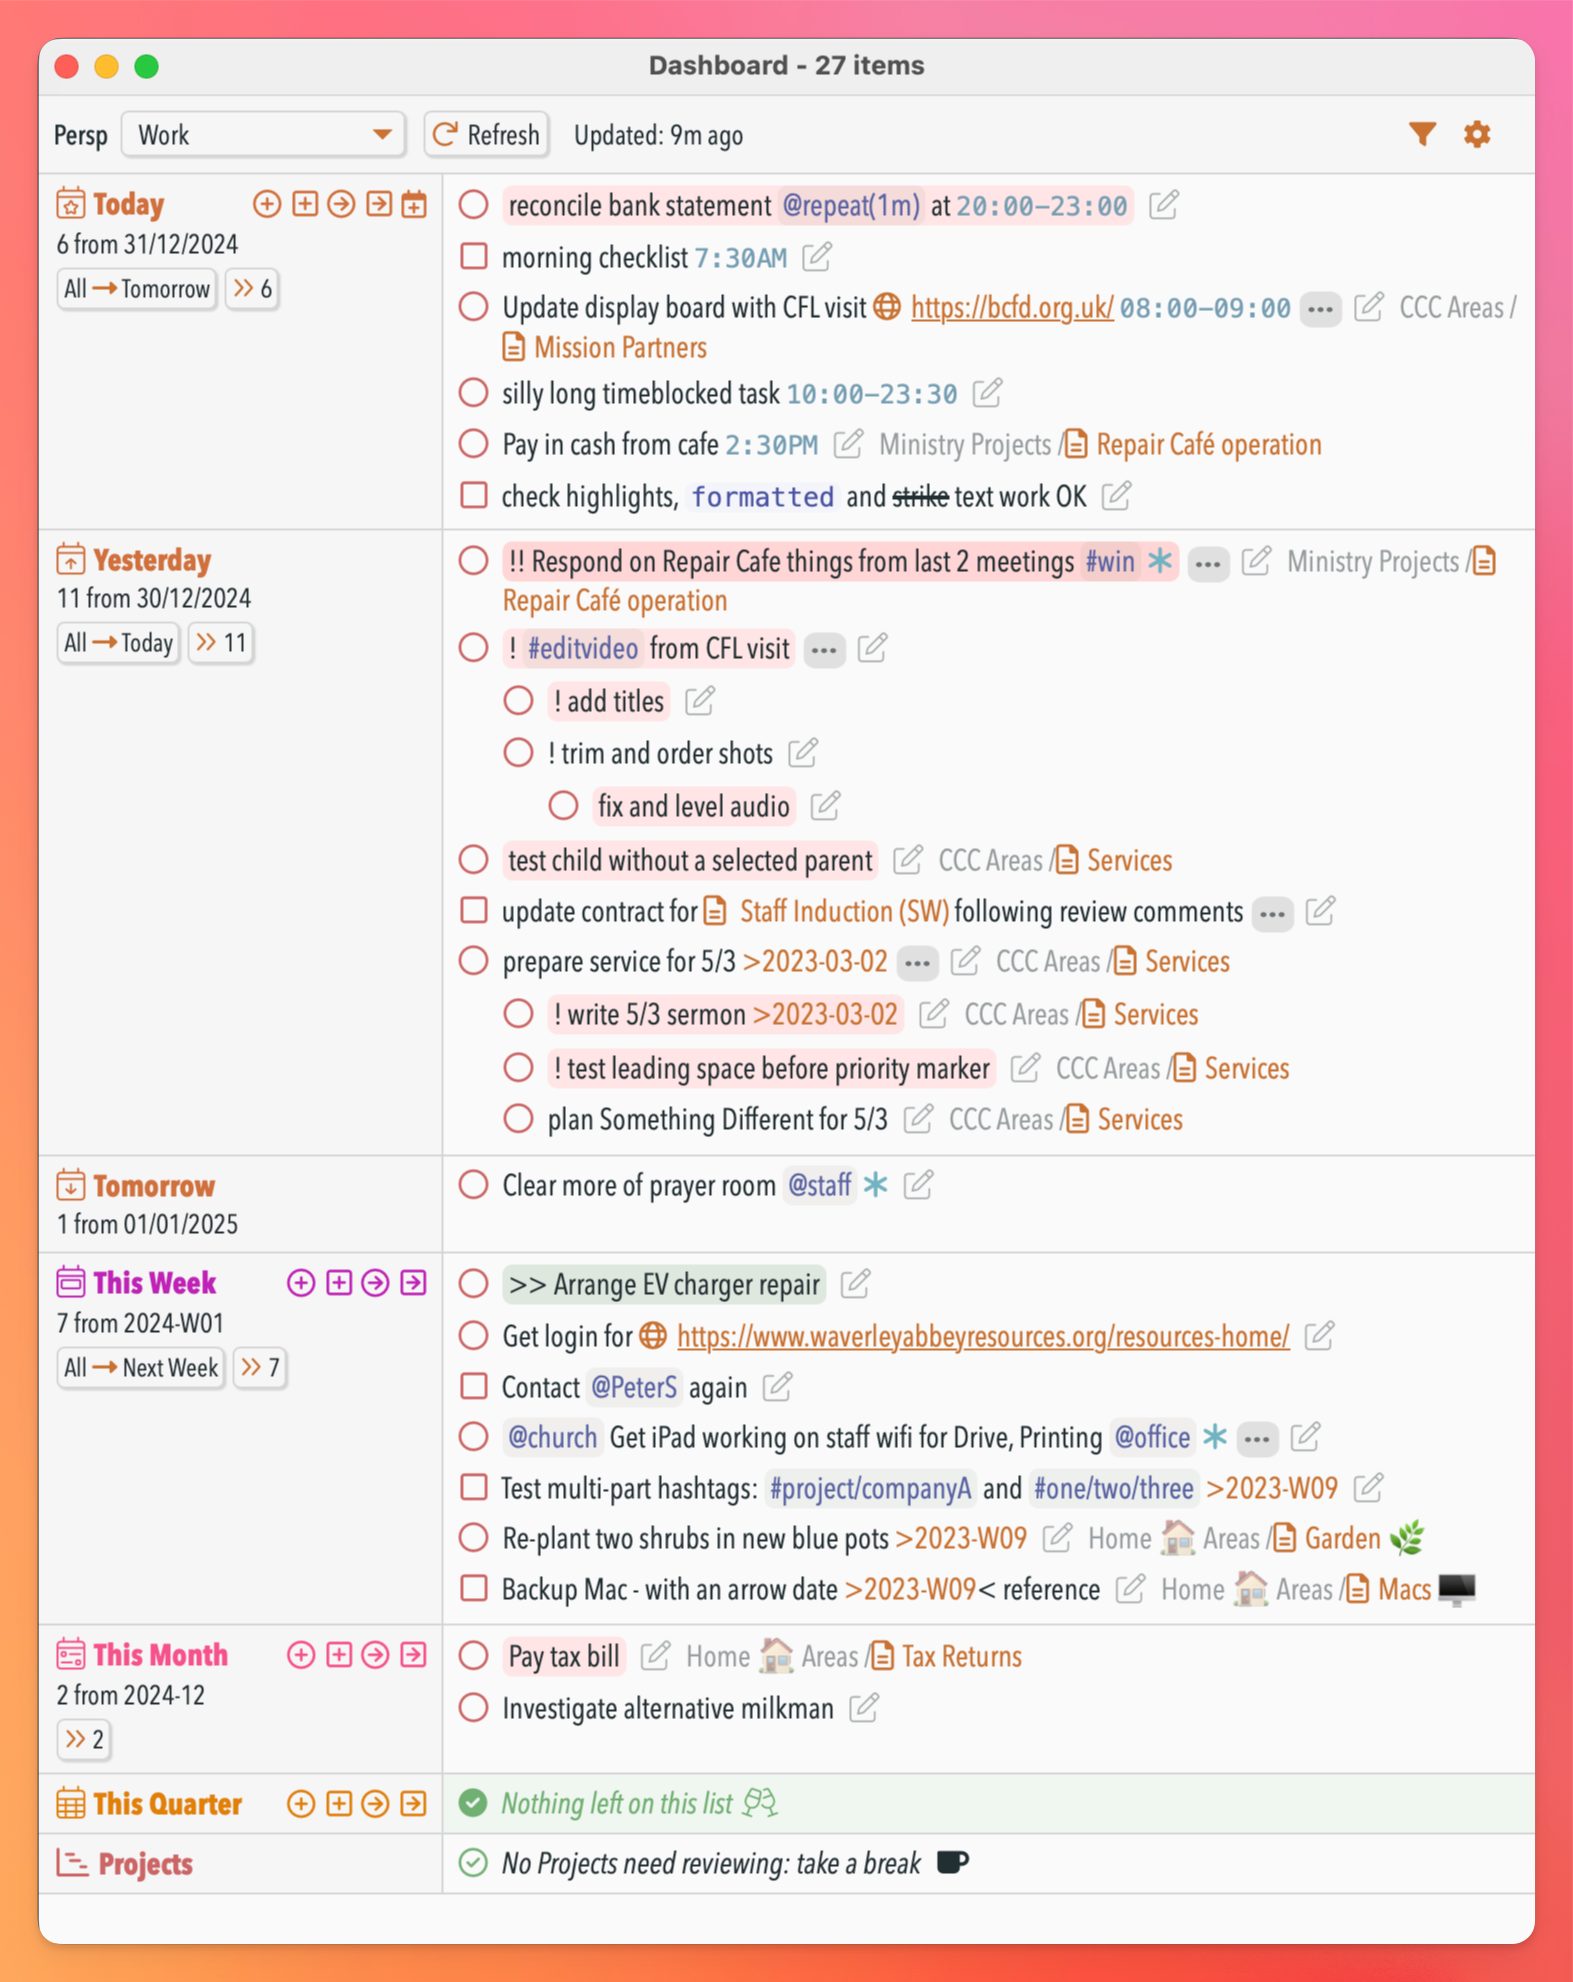 Dashboard - 27 items
Persp Work Refresh Updated: 9m ago
Today
6 from 31/12/2024
All → Tomorrow >> 6
reconcile bank statement @repeat(1m) at 20:00–23:00
morning checklist 7:30AM
Update display board with CFL visit https://bcfd.org.uk/ 08:00–09:00 ... CCC Areas /
Mission Partners
silly long timeblocked task 10:00–23:30
Pay in cash from cafe 2:30PM Ministry Projects / Repair Café operation
check highlights, formatted and strike text work OK
Yesterday
11 from 30/12/2024
All → Today >> 11
!! Respond on Repair Cafe things from last 2 meetings #win ... Ministry Projects /
Repair Café operation
! #editvideo from CFL visit ...
! add titles
! trim and order shots
fix and level audio
test child without a selected parent CCC Areas / Services
update contract for Staff Induction (SW) following review comments ...
prepare service for 5/3 >2023-03-02 ... CCC Areas / Services
! write 5/3 sermon >2023-03-02 CCC Areas / Services
! test leading space before priority marker CCC Areas / Services
plan Something Different for 5/3 CCC Areas / Services
Tomorrow
1 from 01/01/2025
Clear more of prayer room @staff
This Week
7 from 2024-W01
All → Next Week >> 7
>> Arrange EV charger repair
Get login for https://www.waverleyabbeyresources.org/resources-home/
Contact @PeterS again
@church Get iPad working on staff wifi for Drive, Printing @office ...
Test multi-part hashtags: #project/companyA and #one/two/three >2023-W09
Re-plant two shrubs in new blue pots >2023-W09 Home 🏠 Areas / Garden 🌿
Backup Mac - with an arrow date >2023-W09< reference Home 🏠 Areas / Macs 🖥️
This Month
2 from 2024-12
>> 2
Pay tax bill Home 🏠 Areas / Tax Returns
Investigate alternative milkman
This Quarter
Nothing left on this list
Projects
No Projects need reviewing: take a break